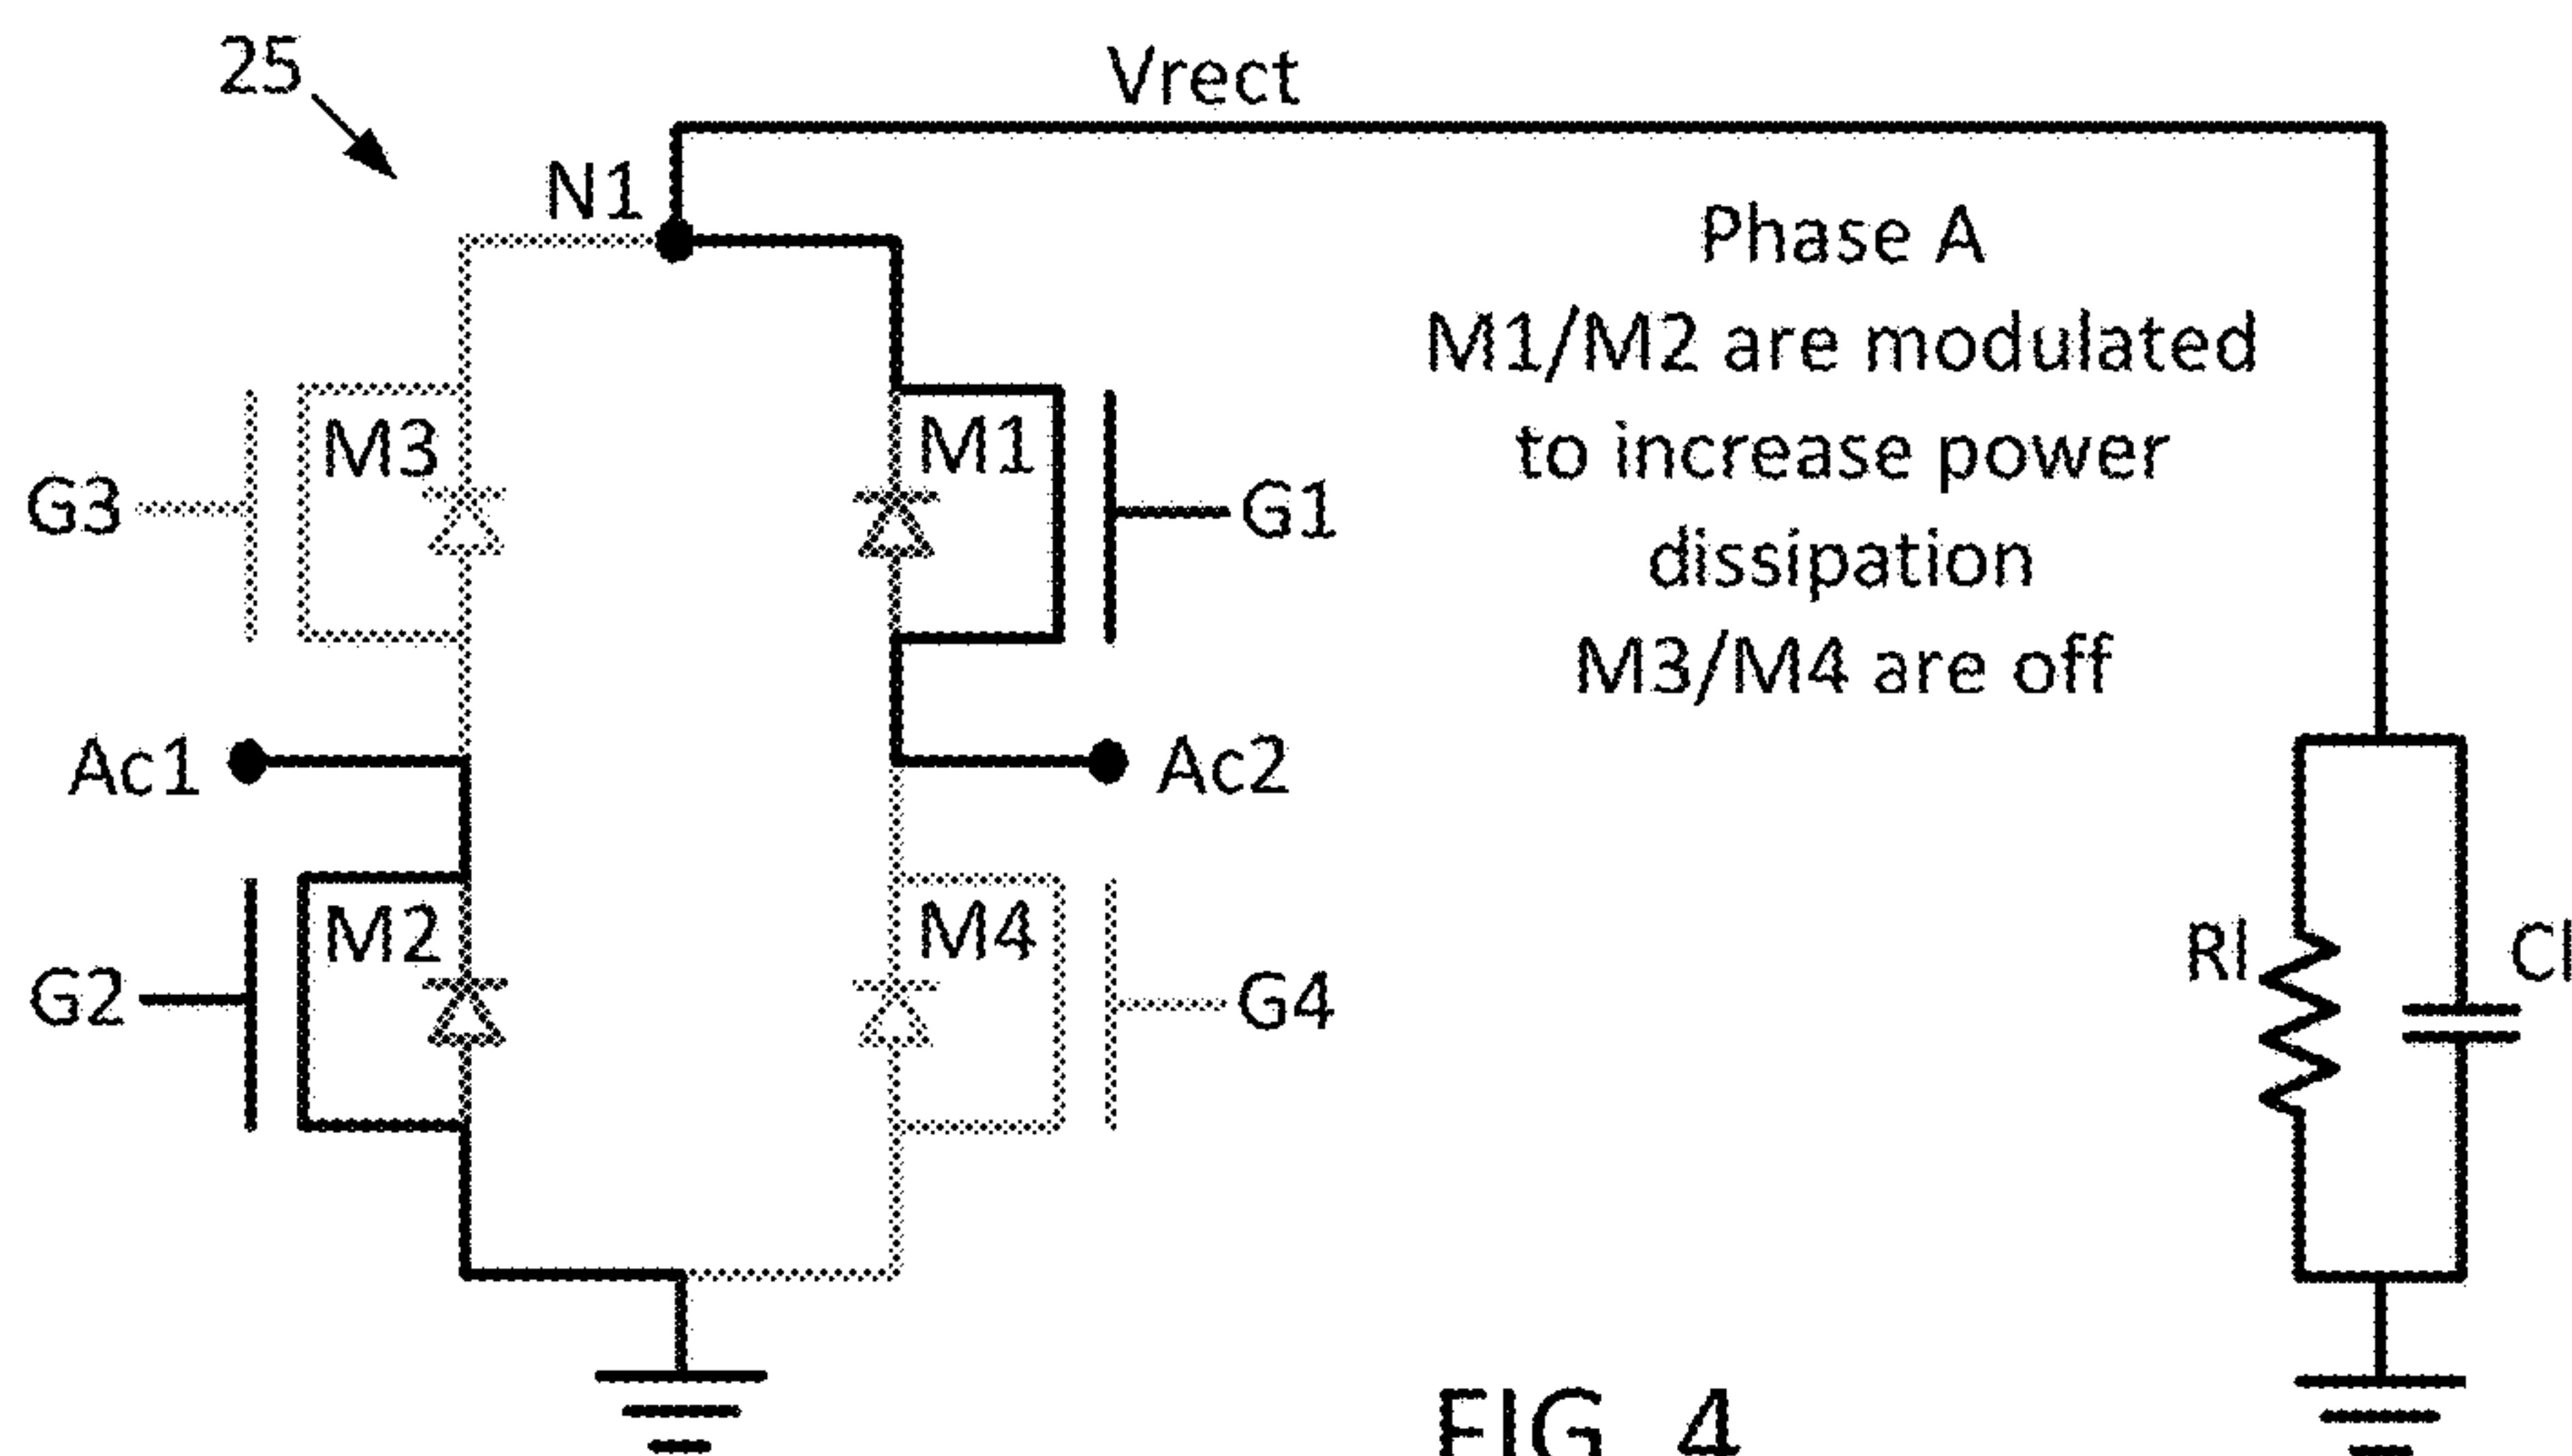 25
Vrect
N1
Phase A
M1/M2 are modulated
to increase power
dissipation
M3/M4 are off
M3
M1
G3
G1
Ac1
Ac2
M2
M4
G2
G4
Rl
Cl
FIG. 4